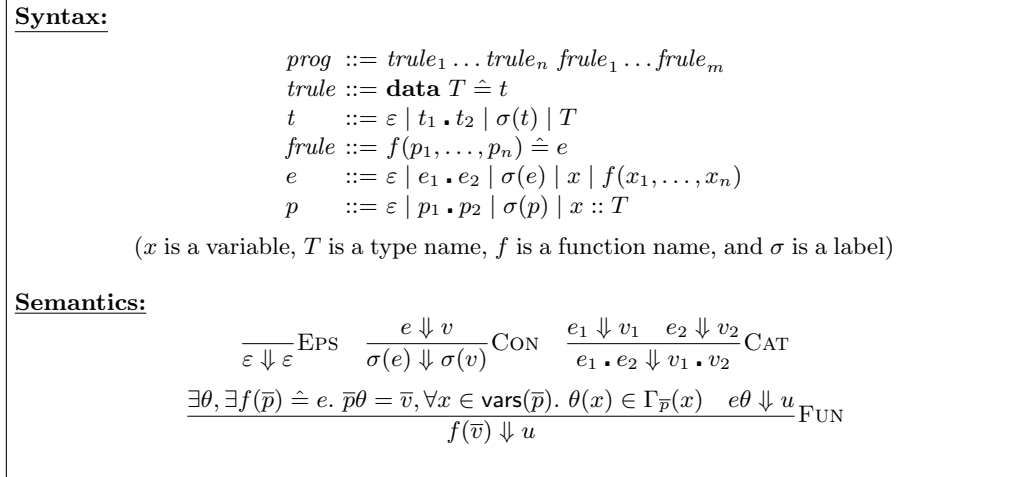 Syntax:
prog ::= trule₁ … truleₙ frule₁ … fruleₘ
trule ::= data T ≙ t
t ::= ε | t₁ ▪ t₂ | σ(t) | T
frule ::= f(p₁, …, pₙ) ≙ e
e ::= ε | e₁ ▪ e₂ | σ(e) | x | f(x₁, …, xₙ)
p ::= ε | p₁ ▪ p₂ | σ(p) | x :: T
(x is a variable, T is a type name, f is a function name, and σ is a label)
Semantics:
e ⇓ v e₁ ⇓ v₁ e₂ ⇓ v₂
ε ⇓ ε EPS σ(e) ⇓ σ(v) CON e₁ ▪ e₂ ⇓ v₁ ▪ v₂ CAT
∃θ, ∃f(p̅) ≙ e. p̅θ = v̅, ∀x ∈ vars(p̅). θ(x) ∈ Γ_p̅(x) eθ ⇓ u
f(v̅) ⇓ u FUN